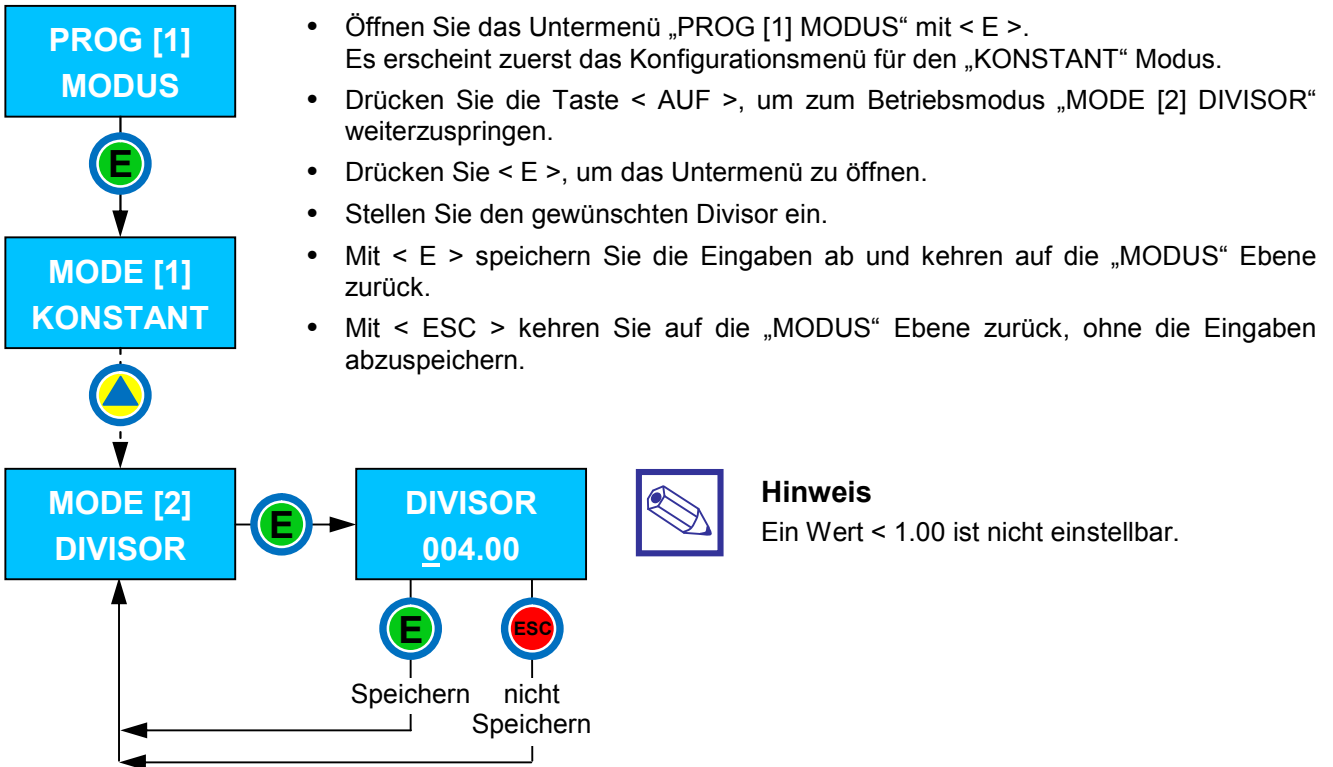 PROG [1]
MODUS
E
MODE [1]
KONSTANT
• Öffnen Sie das Untermenü „PROG [1] MODUS“ mit < E >.
Es erscheint zuerst das Konfigurationsmenü für den „KONSTANT“ Modus.
• Drücken Sie die Taste < AUF >, um zum Betriebsmodus „MODE [2] DIVISOR“
weiterzuspringen.
• Drücken Sie < E >, um das Untermenü zu öffnen.
• Stellen Sie den gewünschten Divisor ein.
• Mit < E > speichern Sie die Eingaben ab und kehren auf die „MODUS“ Ebene
zurück.
• Mit < ESC > kehren Sie auf die „MODUS“ Ebene zurück, ohne die Eingaben
abzuspeichern.
MODE [2]
DIVISOR
E
DIVISOR
004.00
Hinweis
Ein Wert < 1.00 ist nicht einstellbar.
E
ESC
Speichern
nicht
Speichern